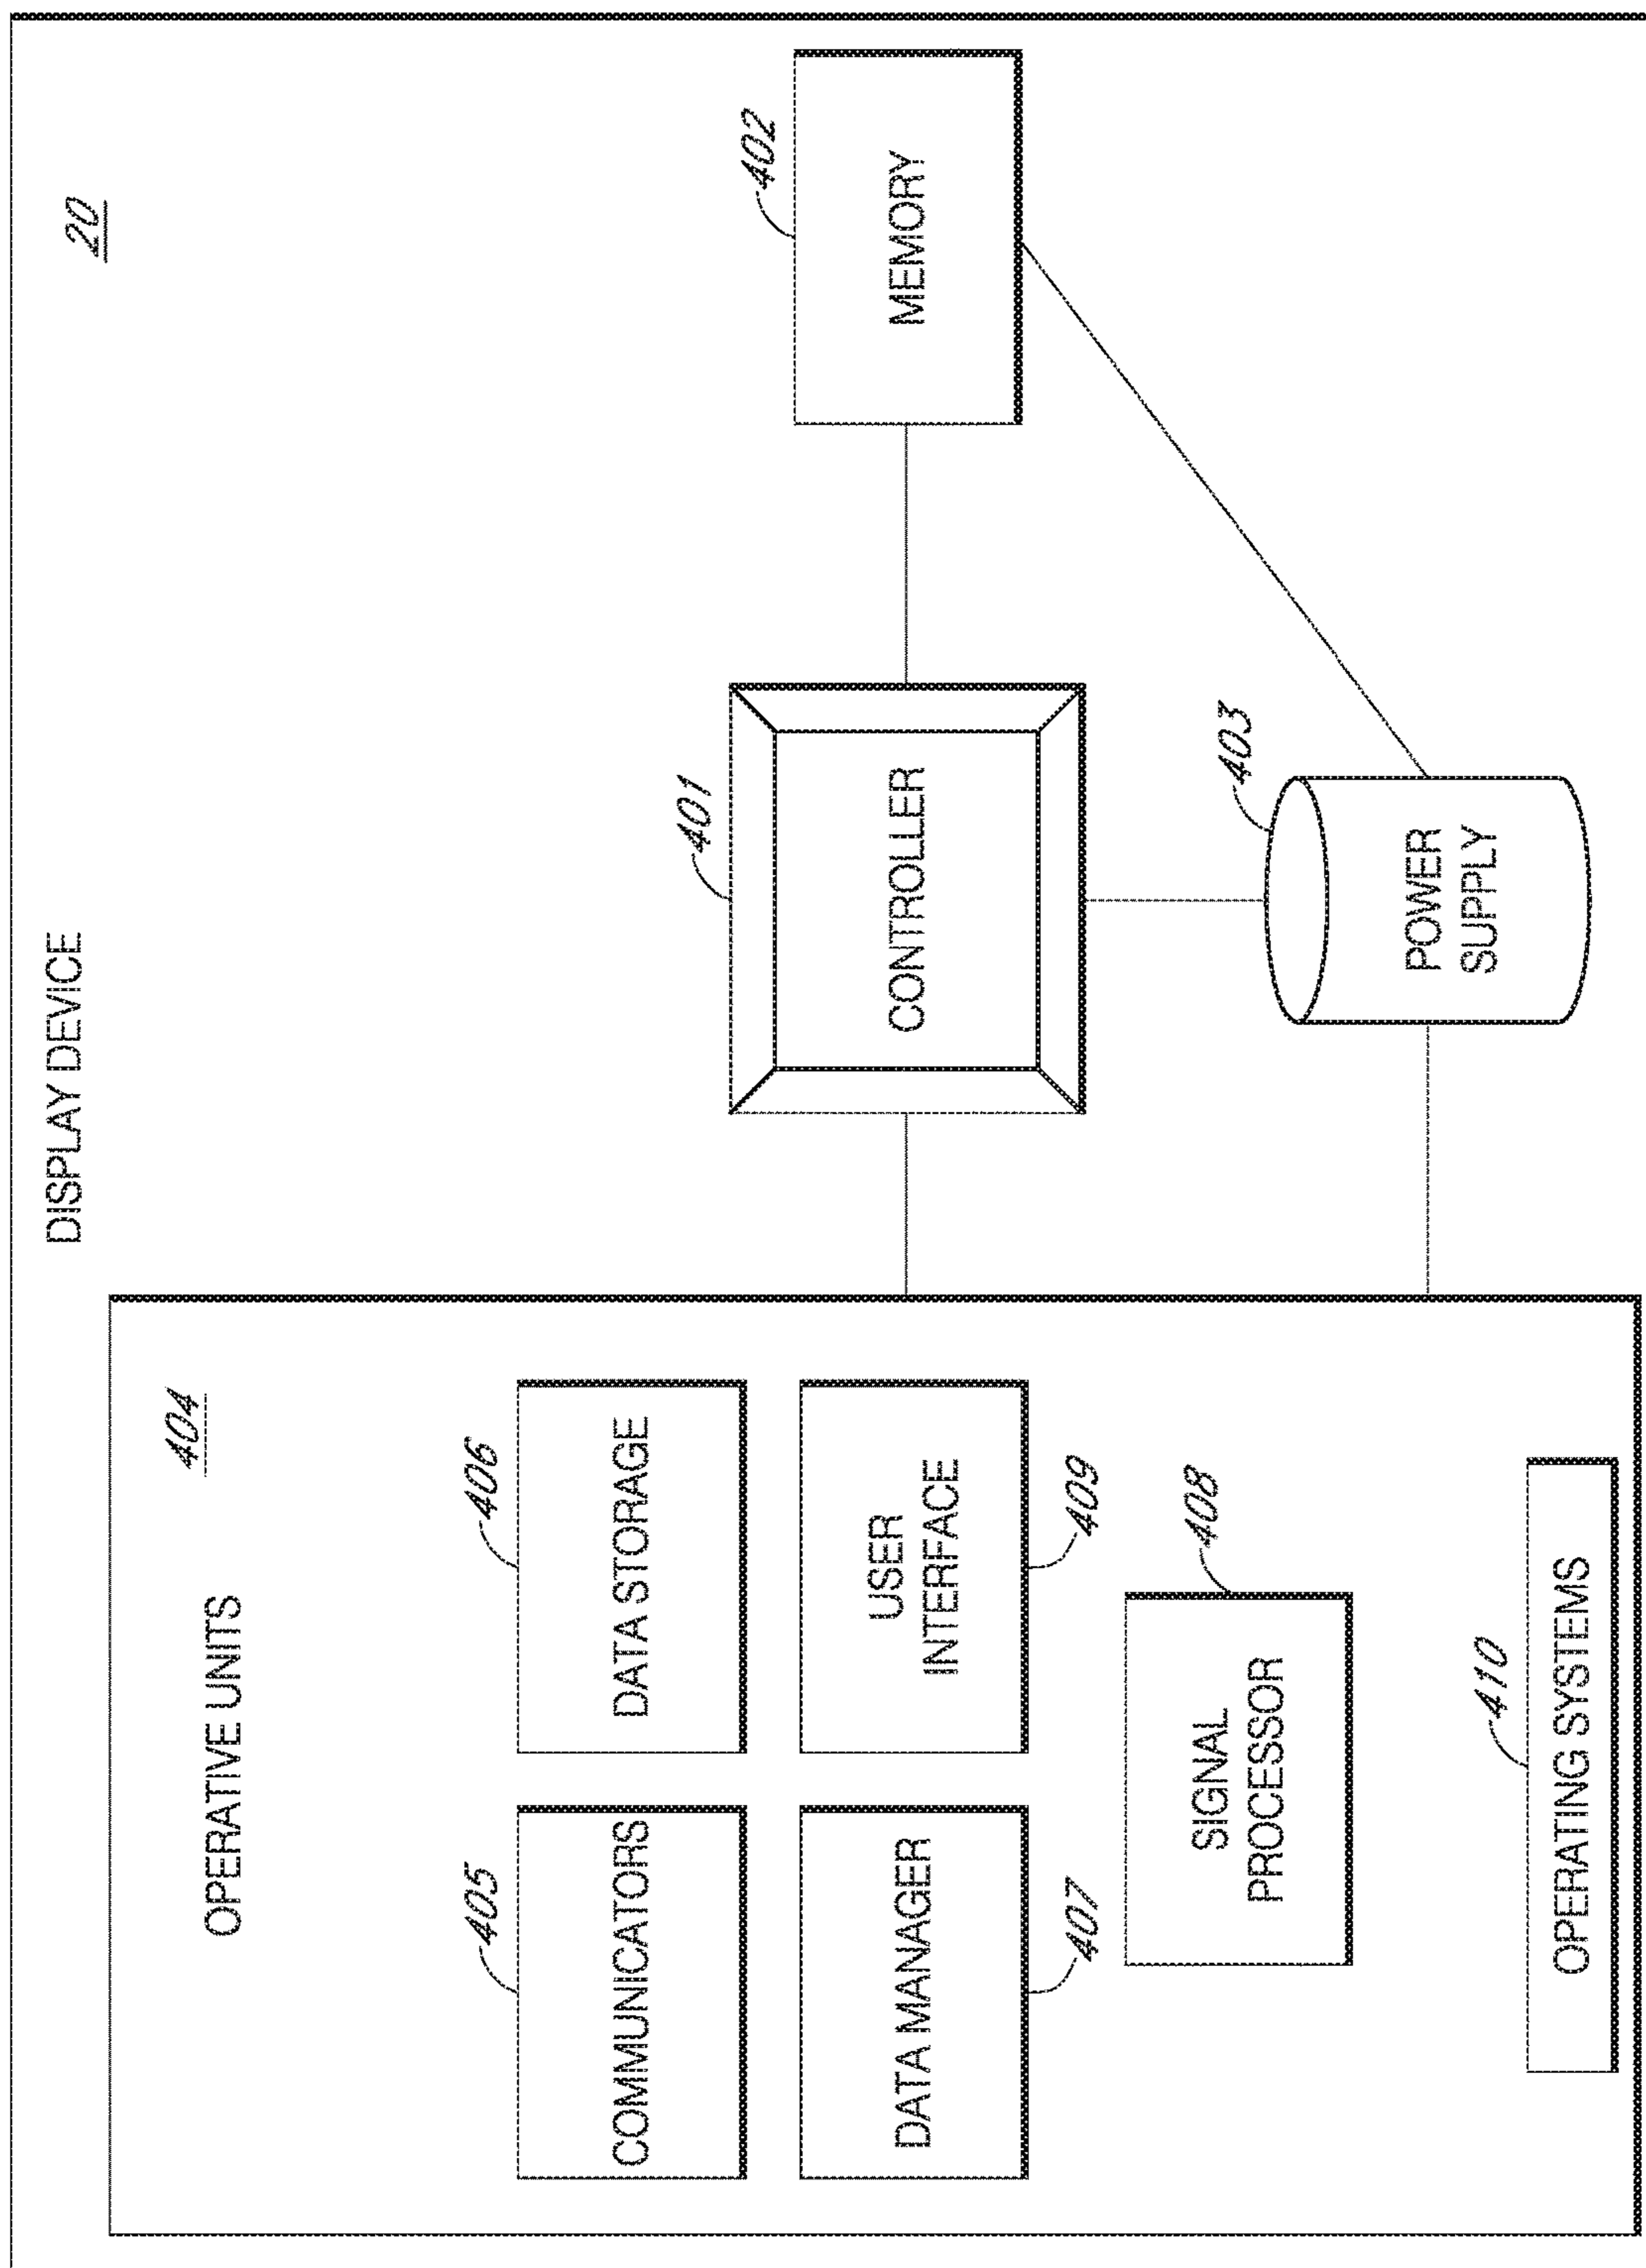 DISPLAY DEVICE
20
OPERATIVE UNITS
404
405
COMMUNICATORS
406
DATA STORAGE
DATA MANAGER
407
USER
INTERFACE
409
SIGNAL
PROCESSOR
408
410
OPERATING SYSTEMS
401
CONTROLLER
402
MEMORY
403
POWER
SUPPLY